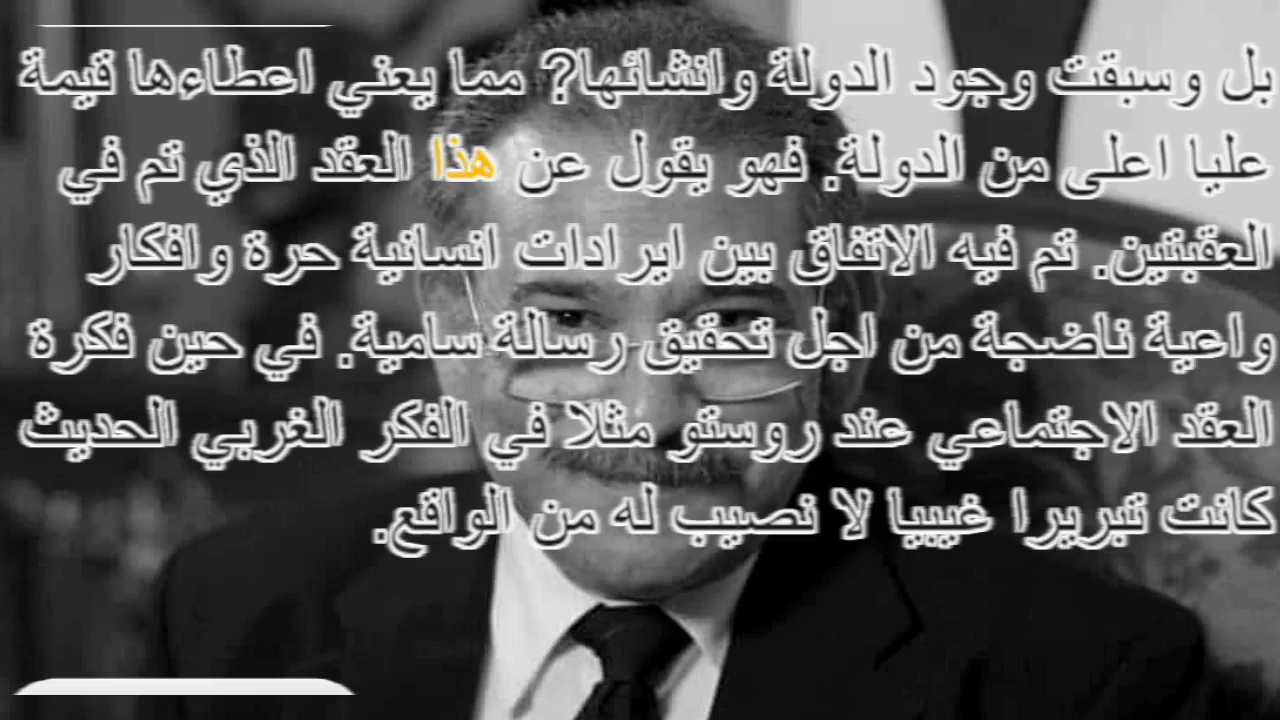 بل وسبقت وجود الدولة وانشائها? مما يعني اعطاءها قيمة
عليا اعلى من الدولة. فهو يقول عن هذا العقد الذي تم في
العقبتين. تم فيه الاتفاق بين ايرادات انسانية حرة وافكار
واعية ناضجة من اجل تحقيق رسالة سامية. في حين فكرة
العقد الاجتماعي عند روستو مثلا في الفكر الغربي الحديث
كانت تبريرا غيبيا لا نصيب له من الواقع.